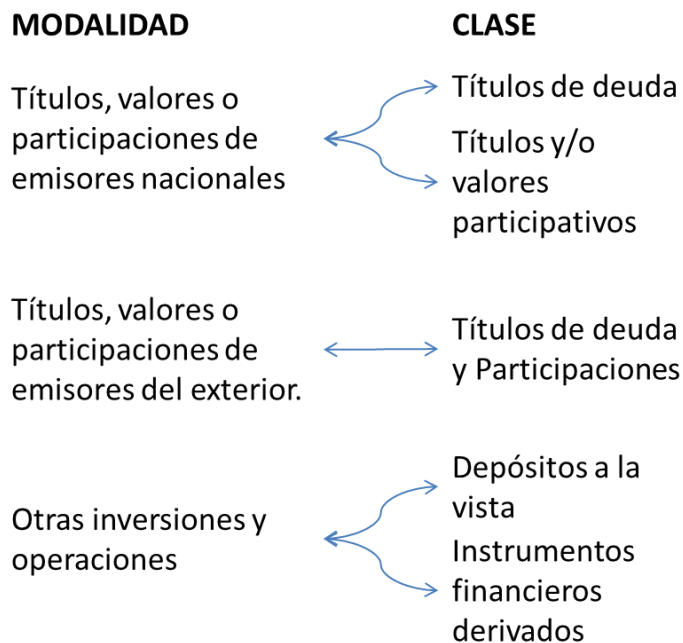 MODALIDAD
CLASE
Títulos, valores o
participaciones de
emisores nacionales
Títulos de deuda
Títulos y/o
valores
participativos
Títulos, valores o
participaciones de
emisores del exterior.
Títulos de deuda
y Participaciones
Otras inversiones y
operaciones
Depósitos a la
vista
Instrumentos
financieros
derivados